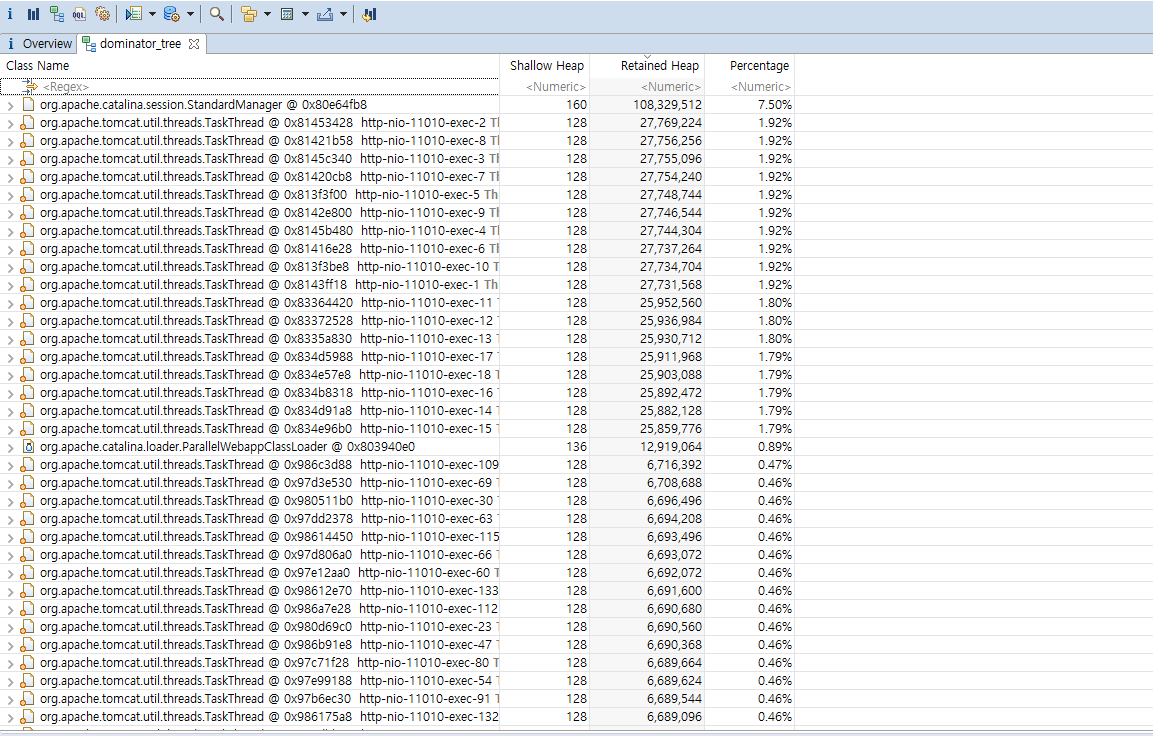 i OQL
i Overview dominator_tree
Class Name Shallow Heap Retained Heap Percentage
<Regex> <Numeric> <Numeric> <Numeric>
org.apache.catalina.session.StandardManager @ 0x80e64fb8 160 108,329,512 7.50%
org.apache.tomcat.util.threads.TaskThread @ 0x81453428 http-nio-11010-exec-2 Tl 128 27,769,224 1.92%
org.apache.tomcat.util.threads.TaskThread @ 0x81421b58 http-nio-11010-exec-8 Tl 128 27,756,256 1.92%
org.apache.tomcat.util.threads.TaskThread @ 0x8145c340 http-nio-11010-exec-3 Tl 128 27,755,096 1.92%
org.apache.tomcat.util.threads.TaskThread @ 0x81420cb8 http-nio-11010-exec-7 Tl 128 27,754,240 1.92%
org.apache.tomcat.util.threads.TaskThread @ 0x813f3f00 http-nio-11010-exec-5 Th 128 27,748,744 1.92%
org.apache.tomcat.util.threads.TaskThread @ 0x8142e800 http-nio-11010-exec-9 Tl 128 27,746,544 1.92%
org.apache.tomcat.util.threads.TaskThread @ 0x8145b480 http-nio-11010-exec-4 Tl 128 27,744,304 1.92%
org.apache.tomcat.util.threads.TaskThread @ 0x81416e28 http-nio-11010-exec-6 Tl 128 27,737,264 1.92%
org.apache.tomcat.util.threads.TaskThread @ 0x813f3be8 http-nio-11010-exec-10 T 128 27,734,704 1.92%
org.apache.tomcat.util.threads.TaskThread @ 0x8143ff18 http-nio-11010-exec-1 Th 128 27,731,568 1.92%
org.apache.tomcat.util.threads.TaskThread @ 0x83364420 http-nio-11010-exec-11 128 25,952,560 1.80%
org.apache.tomcat.util.threads.TaskThread @ 0x83372528 http-nio-11010-exec-12 128 25,936,984 1.80%
org.apache.tomcat.util.threads.TaskThread @ 0x8335a830 http-nio-11010-exec-13 128 25,930,712 1.80%
org.apache.tomcat.util.threads.TaskThread @ 0x834d5988 http-nio-11010-exec-17 128 25,911,968 1.79%
org.apache.tomcat.util.threads.TaskThread @ 0x834e57e8 http-nio-11010-exec-18 128 25,903,088 1.79%
org.apache.tomcat.util.threads.TaskThread @ 0x834b8318 http-nio-11010-exec-16 128 25,892,472 1.79%
org.apache.tomcat.util.threads.TaskThread @ 0x834d91a8 http-nio-11010-exec-14 128 25,882,128 1.79%
org.apache.tomcat.util.threads.TaskThread @ 0x834e96b0 http-nio-11010-exec-15 128 25,859,776 1.79%
org.apache.catalina.loader.ParallelWebappClassLoader @ 0x803940e0 136 12,919,064 0.89%
org.apache.tomcat.util.threads.TaskThread @ 0x986c3d88 http-nio-11010-exec-109 128 6,716,392 0.47%
org.apache.tomcat.util.threads.TaskThread @ 0x97d3e530 http-nio-11010-exec-69 128 6,708,688 0.46%
org.apache.tomcat.util.threads.TaskThread @ 0x980511b0 http-nio-11010-exec-30 128 6,696,496 0.46%
org.apache.tomcat.util.threads.TaskThread @ 0x97dd2378 http-nio-11010-exec-63 128 6,694,208 0.46%
org.apache.tomcat.util.threads.TaskThread @ 0x98614450 http-nio-11010-exec-115 128 6,693,496 0.46%
org.apache.tomcat.util.threads.TaskThread @ 0x97d806a0 http-nio-11010-exec-66 128 6,693,072 0.46%
org.apache.tomcat.util.threads.TaskThread @ 0x97e12aa0 http-nio-11010-exec-60 T 128 6,692,072 0.46%
org.apache.tomcat.util.threads.TaskThread @ 0x98612e70 http-nio-11010-exec-133 128 6,691,600 0.46%
org.apache.tomcat.util.threads.TaskThread @ 0x986a7e28 http-nio-11010-exec-112 128 6,690,680 0.46%
org.apache.tomcat.util.threads.TaskThread @ 0x980d69c0 http-nio-11010-exec-23 T 128 6,690,560 0.46%
org.apache.tomcat.util.threads.TaskThread @ 0x986b91e8 http-nio-11010-exec-47 128 6,690,368 0.46%
org.apache.tomcat.util.threads.TaskThread @ 0x97c71f28 http-nio-11010-exec-80 T 128 6,689,664 0.46%
org.apache.tomcat.util.threads.TaskThread @ 0x97e99188 http-nio-11010-exec-54 T 128 6,689,624 0.46%
org.apache.tomcat.util.threads.TaskThread @ 0x97b6ec30 http-nio-11010-exec-91 T 128 6,689,544 0.46%
org.apache.tomcat.util.threads.TaskThread @ 0x986175a8 http-nio-11010-exec-132 128 6,689,096 0.46%